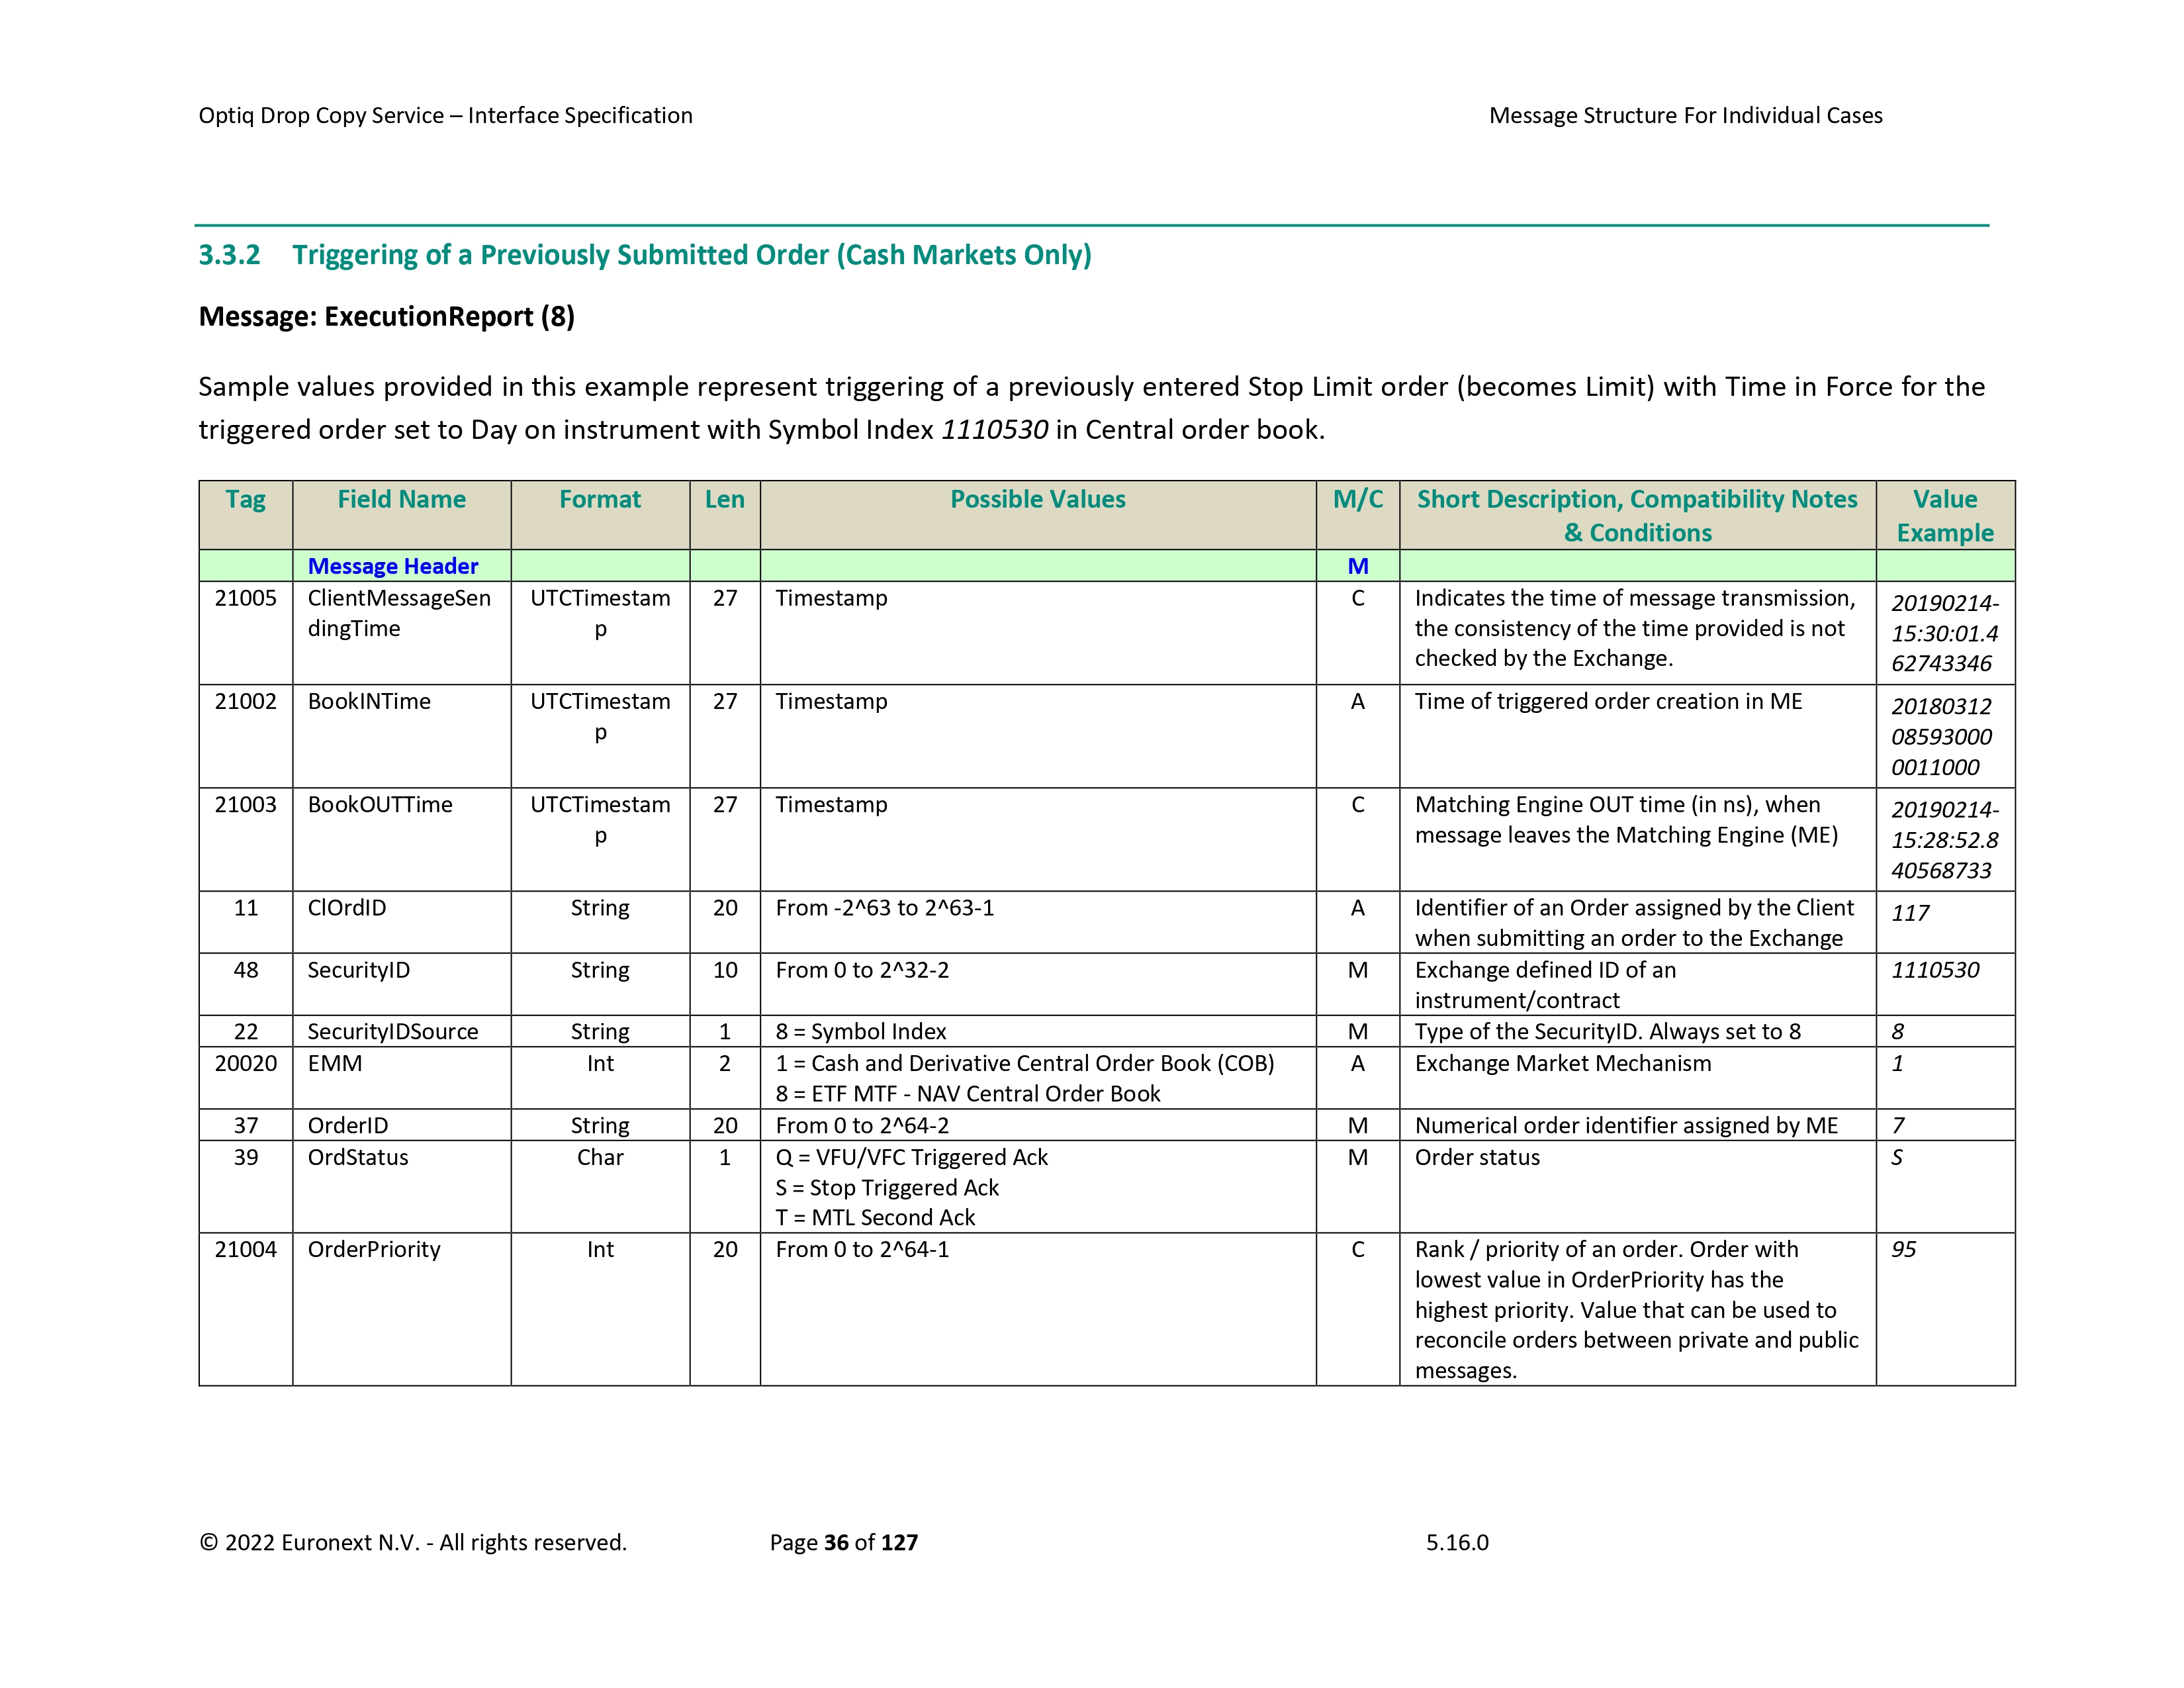 Optiq Drop Copy Service – Interface Specification
Message Structure For Individual Cases
3.3.2 Triggering of a Previously Submitted Order (Cash Markets Only)
Message: ExecutionReport (8)
Sample values provided in this example represent triggering of a previously entered Stop Limit order (becomes Limit) with Time in Force for the
triggered order set to Day on instrument with Symbol Index 1110530 in Central order book.
Tag
Field Name
Format
Len
Possible Values
M/C
Short Description, Compatibility Notes
& Conditions
Value
Example
Message Header
M
21005
ClientMessageSen
dingTime
UTCTimestam
p
27
Timestamp
C
Indicates the time of message transmission,
the consistency of the time provided is not
checked by the Exchange.
20190214-
15:30:01.4
62743346
21002
BookINTime
UTCTimestam
p
27
Timestamp
A
Time of triggered order creation in ME
20180312
08593000
0011000
21003
BookOUTTime
UTCTimestam
p
27
Timestamp
C
Matching Engine OUT time (in ns), when
message leaves the Matching Engine (ME)
20190214-
15:28:52.8
40568733
11
ClOrdID
String
20
From -2^63 to 2^63-1
A
Identifier of an Order assigned by the Client
when submitting an order to the Exchange
117
48
SecurityID
String
10
From 0 to 2^32-2
M
Exchange defined ID of an
instrument/contract
1110530
22
SecurityIDSource
String
1
8 = Symbol Index
M
Type of the SecurityID. Always set to 8
8
20020
EMM
Int
2
1 = Cash and Derivative Central Order Book (COB)
8 = ETF MTF - NAV Central Order Book
A
Exchange Market Mechanism
1
37
OrderID
String
20
From 0 to 2^64-2
M
Numerical order identifier assigned by ME
7
39
OrdStatus
Char
1
Q = VFU/VFC Triggered Ack
S = Stop Triggered Ack
T = MTL Second Ack
M
Order status
S
21004
OrderPriority
Int
20
From 0 to 2^64-1
C
Rank / priority of an order. Order with
lowest value in OrderPriority has the
highest priority. Value that can be used to
reconcile orders between private and public
messages.
95
© 2022 Euronext N.V. - All rights reserved.
Page 36 of 127
5.16.0